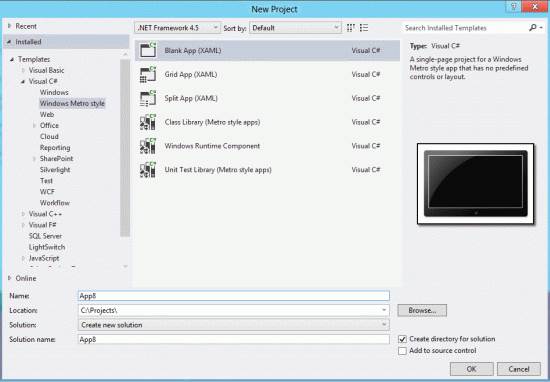 New Project
? X
Recent
Installed
.NET Framework 4.5
Sort by: Default
Search Installed Templates
Templates
Visual Basic
Visual C#
Windows
Windows Metro style
Web
Office
Cloud
Reporting
SharePoint
Silverlight
Test
WCF
Workflow
Visual C++
Visual F#
SQL Server
LightSwitch
JavaScript
Online
Blank App (XAML) Visual C#
Grid App (XAML) Visual C#
Split App (XAML) Visual C#
Class Library (Metro style apps) Visual C#
Windows Runtime Component Visual C#
Unit Test Library (Metro style apps) Visual C#
Type: Visual C#
A single-page project for a Windows
Metro style app that has no predefined
controls or layout.
Name: App8
Location: C:\Projects\
Browse...
Solution: Create new solution
Solution name: App8
Create directory for solution
Add to source control
OK
Cancel